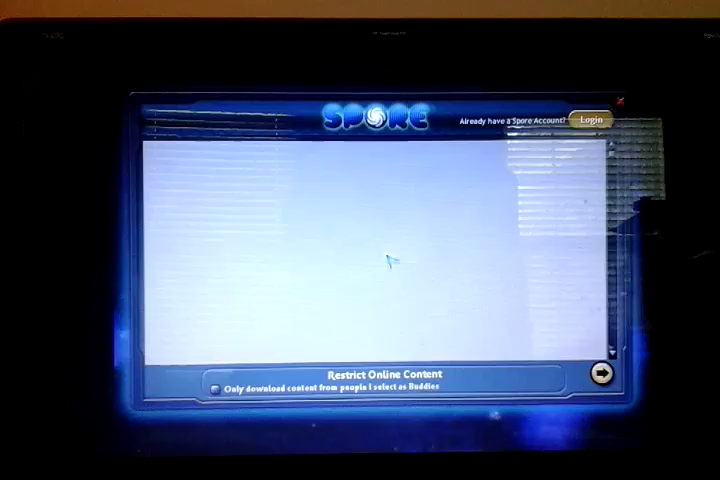 SPORE
Already have a Spore Account?
Login
Restrict Online Content
Only download content from people I select as Buddies